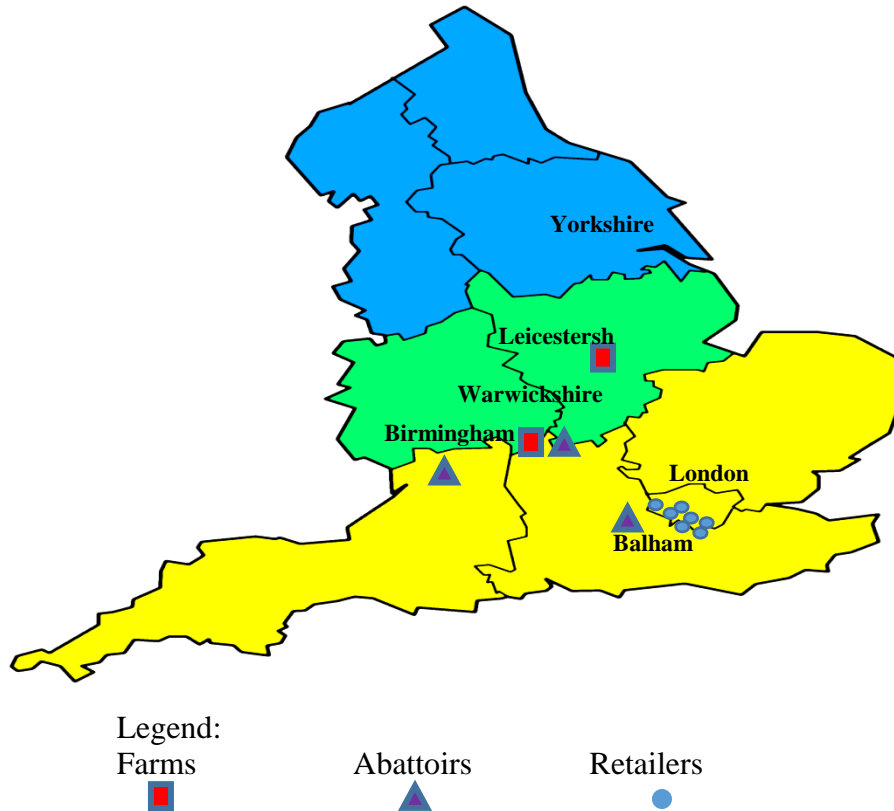 Yorkshire
Leicestersh
Warwickshire
Birmingham
London
Balham
Legend:
Farms Abattoirs Retailers